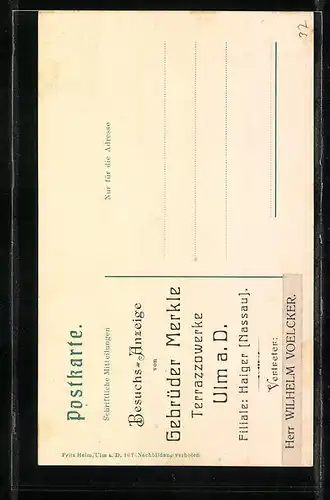 Postkarte.
Schriftliche Mitteilungen
Nur für die Adresse
Besuchs-Anzeige
von
Gebrüder Merkle
Terrazzowerke
Ulm a. D.
Filiale: Haiger [Nassau].
Vertreter:
Herr WILHELM VOELCKER.
Fritz Helm, Ulm a. D. Nachbildung verboten